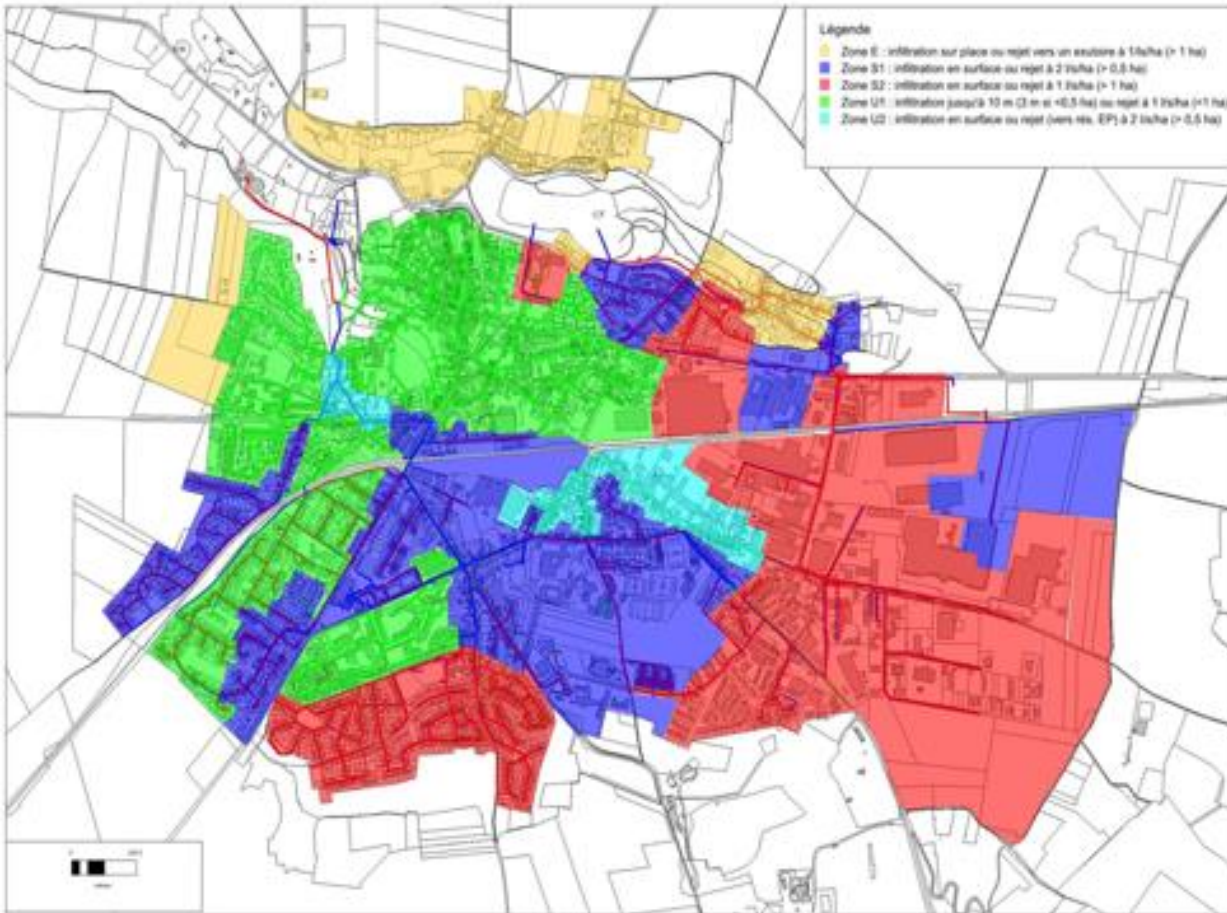 Légende
Zone E : infiltration sur place ou rejet vers un exutoire à 1/ls/ha (> 1 ha)
Zone S1 : infiltration en surface ou rejet à 2 l/s/ha (> 0,5 ha)
Zone S2 : infiltration en surface ou rejet à 1 l/s/ha (> 1 ha)
Zone U1 : infiltration jusqu'à 10 m (3 m si <0,5 ha) ou rejet à 1 l/s/ha (<1 ha
Zone U2 : infiltration en surface ou rejet (vers rés. EP) à 2 l/s/ha (> 0,5 ha)